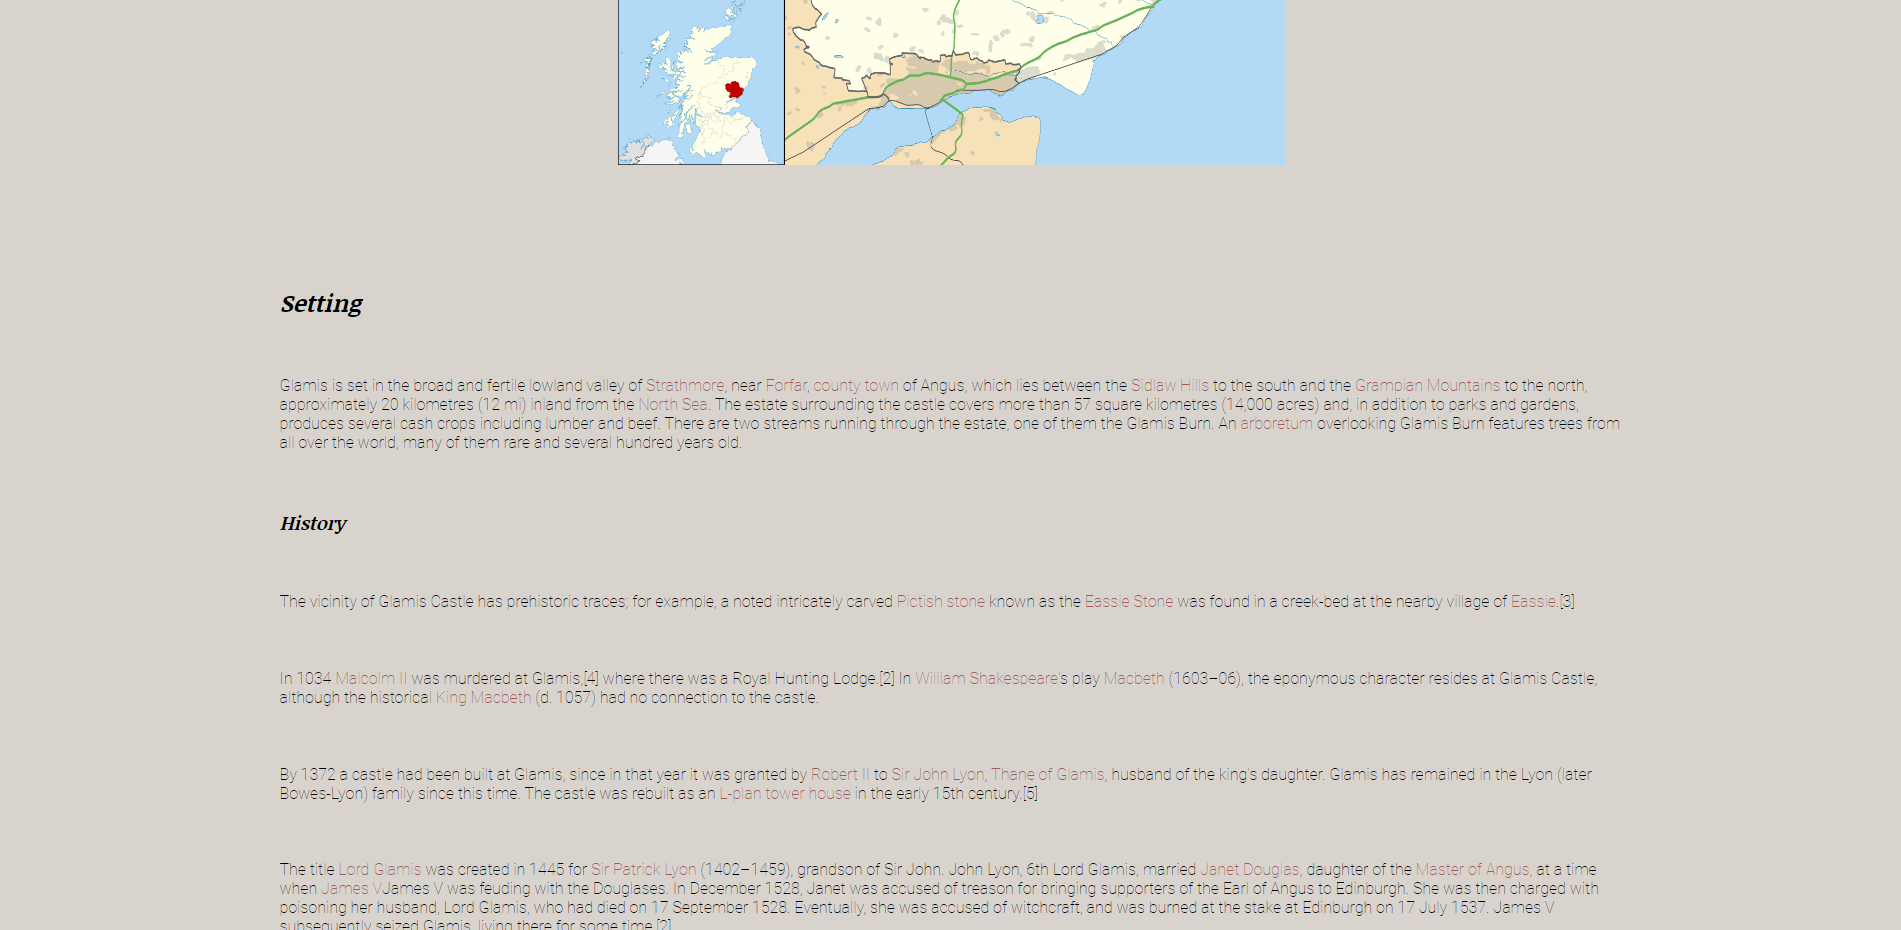 Setting
Glamis is set in the broad and fertile lowland valley of Strathmore, near Forfar, county town of Angus, which lies between the Sidlaw Hills to the south and the Grampian Mountains to the north,
approximately 20 kilometres (12 mi) inland from the North Sea. The estate surrounding the castle covers more than 57 square kilometres (14,000 acres) and, in addition to parks and gardens,
produces several cash crops including lumber and beef. There are two streams running through the estate, one of them the Glamis Burn. An arboretum overlooking Glamis Burn features trees from
all over the world, many of them rare and several hundred years old.
History
The vicinity of Glamis Castle has prehistoric traces; for example, a noted intricately carved Pictish stone known as the Eassie Stone was found in a creek-bed at the nearby village of Eassie.[3]
In 1034 Malcolm II was murdered at Glamis,[4] where there was a Royal Hunting Lodge.[2] In William Shakespeare's play Macbeth (1603–06), the eponymous character resides at Glamis Castle,
although the historical King Macbeth (d. 1057) had no connection to the castle.
By 1372 a castle had been built at Glamis, since in that year it was granted by Robert II to Sir John Lyon, Thane of Glamis, husband of the king's daughter. Glamis has remained in the Lyon (later
Bowes-Lyon) family since this time. The castle was rebuilt as an L-plan tower house in the early 15th century.[5]
The title Lord Glamis was created in 1445 for Sir Patrick Lyon (1402–1459), grandson of Sir John. John Lyon, 6th Lord Glamis, married Janet Douglas, daughter of the Master of Angus, at a time
when James VJames V was feuding with the Douglases. In December 1528, Janet was accused of treason for bringing supporters of the Earl of Angus to Edinburgh. She was then charged with
poisoning her husband, Lord Glamis, who had died on 17 September 1528. Eventually, she was accused of witchcraft, and was burned at the stake at Edinburgh on 17 July 1537. James V
subsequently seized Glamis, living there for some time.[2]